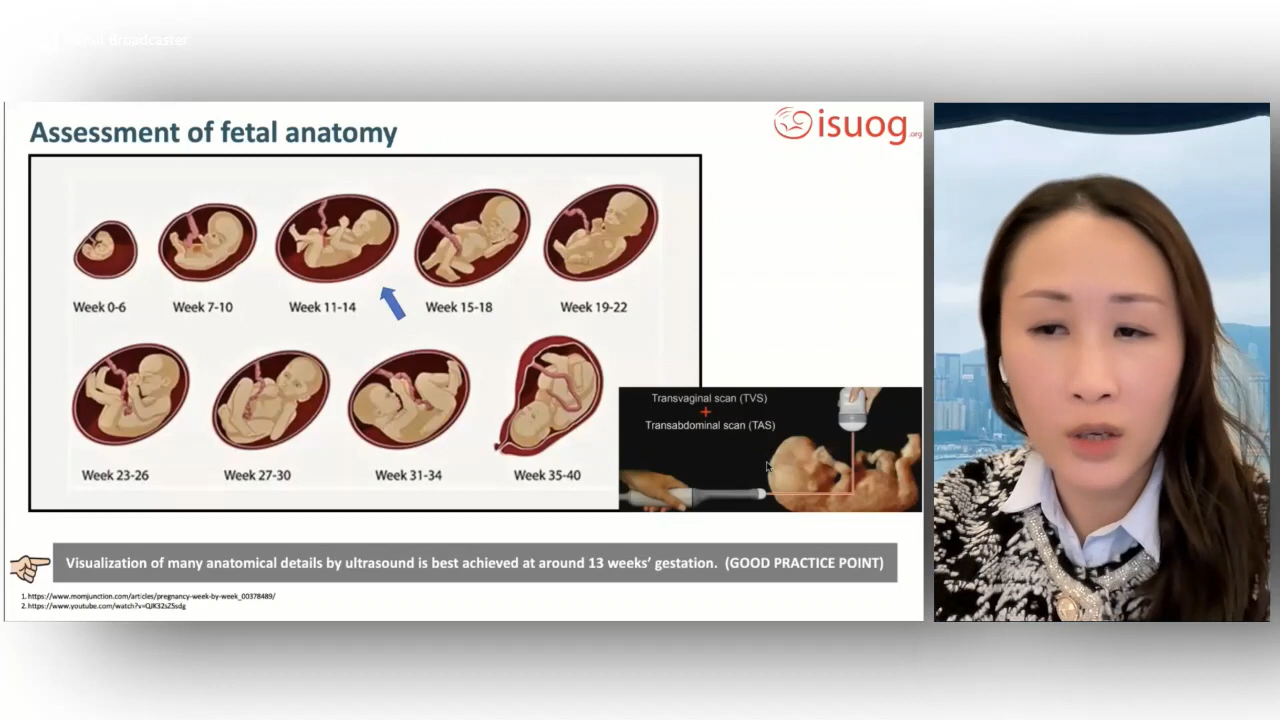 Broadcaster
Assessment of fetal anatomy
isuog.org
Week 0-6
Week 7-10
Week 11-14
Week 15-18
Week 19-22
Week 23-26
Week 27-30
Week 31-34
Week 35-40
Transvaginal scan (TVS)
+
Transabdominal scan (TAS)
Visualization of many anatomical details by ultrasound is best achieved at around 13 weeks' gestation. (GOOD PRACTICE POINT)
1. https://www.momjunction.com/articles/pregnancy-week-by-week_00378489/
2. https://www.youtube.com/watch?v=QJK32sZ5sdg